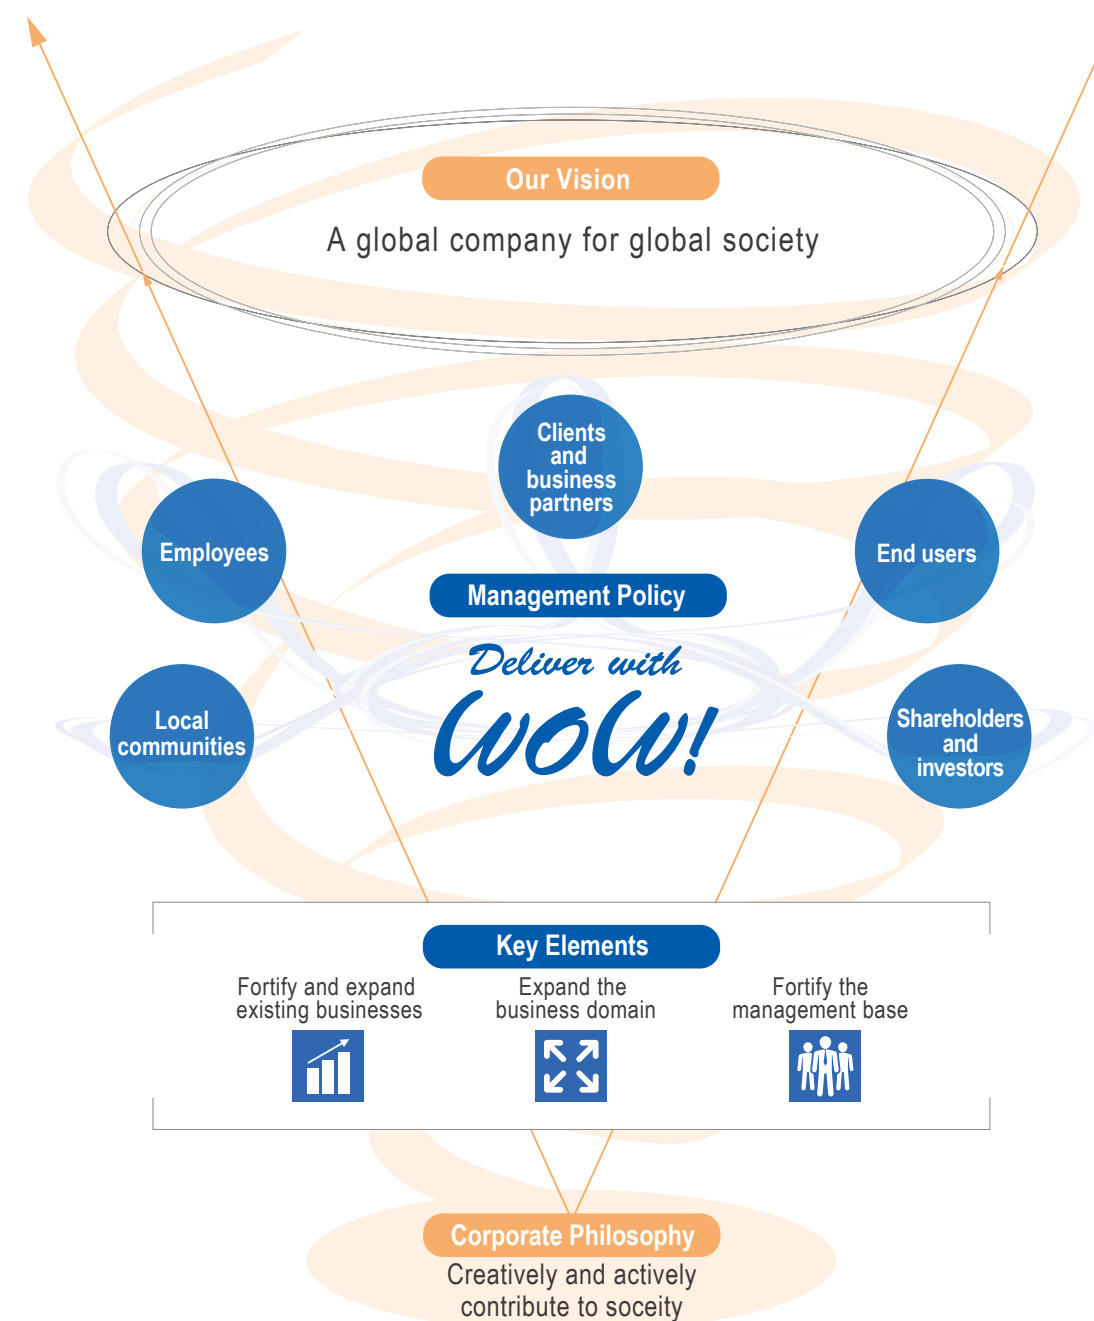 Our Vision
A global company for global society
Clients
and
business
partners
Employees
End users
Management Policy
Deliver with
WOW!
Local
communities
Shareholders
and
investors
Key Elements
Fortify and expand
existing businesses
Expand the
business domain
Fortify the
management base
Corporate Philosophy
Creatively and actively
contribute to soceity